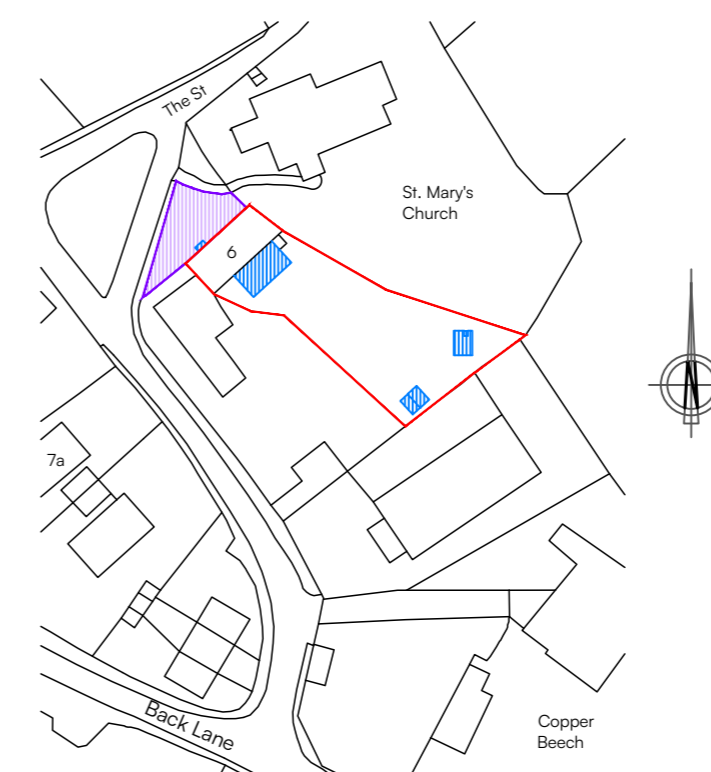 The St
St. Mary's
Church
6
N
7a
Back Lane
Copper
Beech